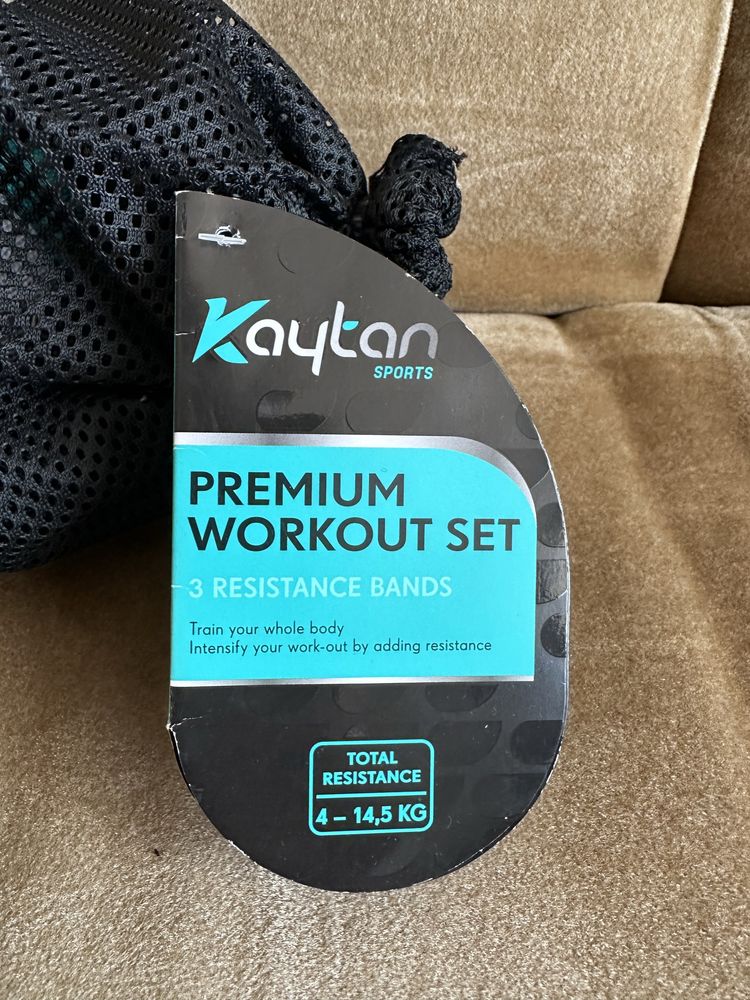 Kaytan
SPORTS
PREMIUM
WORKOUT SET
3 RESISTANCE BANDS
Train your whole body
Intensify your work-out by adding resistance
TOTAL
RESISTANCE
4 – 14,5 KG